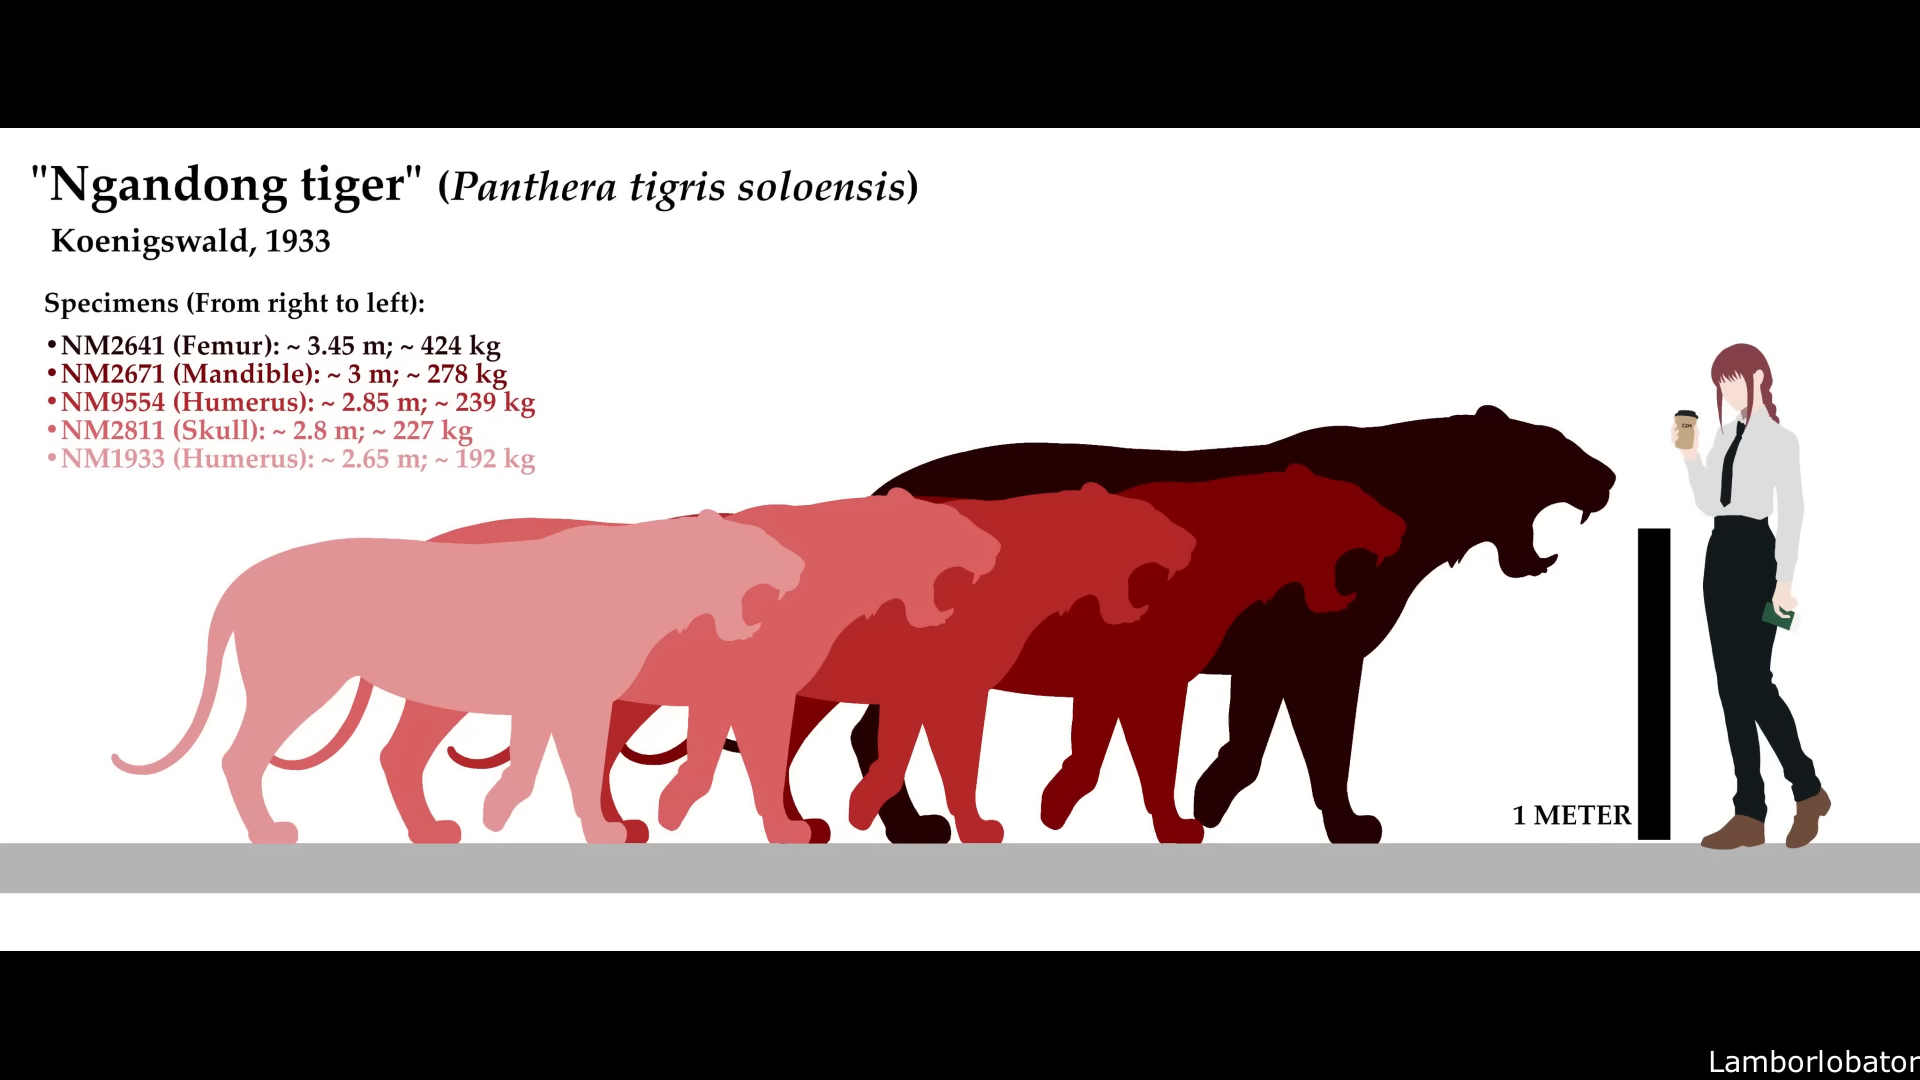 "Ngandong tiger" (Panthera tigris soloensis)
Koenigswald, 1933
Specimens (From right to left):
•NM2641 (Femur): ~ 3.45 m; ~ 424 kg
•NM2671 (Mandible): ~ 3 m; ~ 278 kg
•NM9554 (Humerus): ~ 2.85 m; ~ 239 kg
•NM2811 (Skull): ~ 2.8 m; ~ 227 kg
•NM1933 (Humerus): ~ 2.65 m; ~ 192 kg
1 METER
Lamborlobator